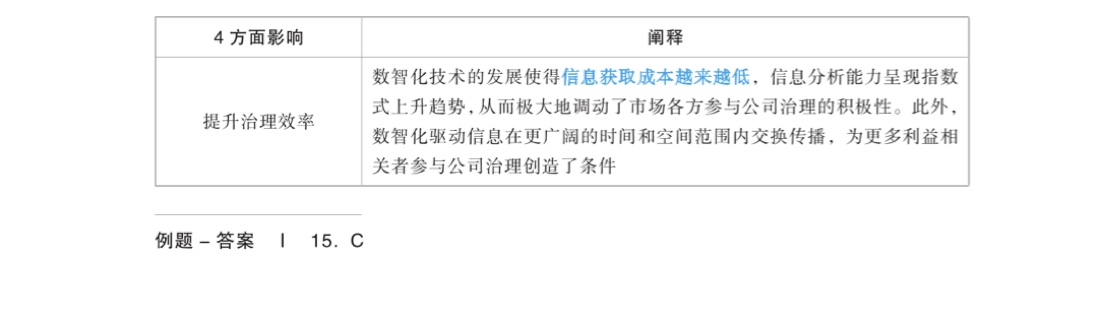 4 方面影响
阐释
提升治理效率
数智化技术的发展使得信息获取成本越来越低，信息分析能力呈现指数
式上升趋势，从而极大地调动了市场各方参与公司治理的积极性。此外，
数智化驱动信息在更广阔的时间和空间范围内交换传播，为更多利益相
关者参与公司治理创造了条件
例题 – 答案 | 15. C